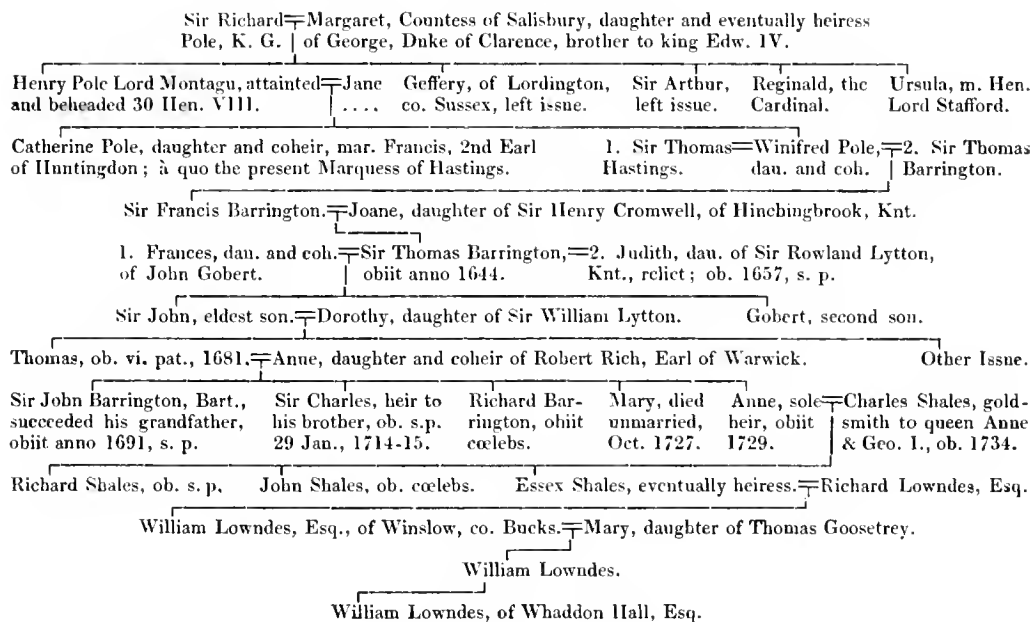 Sir Richard=Margaret, Countess of Salisbury, daughter and eventually heiress
Pole, K. G. of George, Duke of Clarence, brother to king Edw. IV.
Henry Pole Lord Montagu, attainted=Jane Geffery, of Lordington, Sir Arthur, Reginald, the Ursula, m. Hen.
and beheaded 30 Hen. VIII. .... co. Sussex, left issue. left issue. Cardinal. Lord Stafford.
Catherine Pole, daughter and coheir, mar. Francis, 2nd Earl 1. Sir Thomas=Winifred Pole,=2. Sir Thomas
of Huntingdon; à quo the present Marquess of Hastings. Hastings. dau. and coh. Barrington.
Sir Francis Barrington.=Joane, daughter of Sir Henry Cromwell, of Hinchingbrook, Knt.
1. Frances, dau. and coh.=Sir Thomas Barrington,=2. Judith, dau. of Sir Rowland Lytton,
of John Gobert. obiit anno 1644. Knt., relict; ob. 1657, s. p.
Sir John, eldest son.=Dorothy, daughter of Sir William Lytton. Gobert, second son.
Thomas, ob. vi. pat., 1681.=Anne, daughter and coheir of Robert Rich, Earl of Warwick. Other Issue.
Sir John Barrington, Bart., Sir Charles, heir to Richard Bar- Mary, died Anne, sole=Charles Shales, gold-
succeeded his grandfather, his brother, ob. s.p. rington, obiit unmarried, heir, obiit smith to queen Anne
obiit anno 1691, s. p. 29 Jan., 1714-15. cœlebs. Oct. 1727. 1729. & Geo. I., ob. 1734.
Richard Shales, ob. s. p. John Shales, ob. cœlebs. Essex Shales, eventually heiress.=Richard Lowndes, Esq.
William Lowndes, Esq., of Winslow, co. Bucks.=Mary, daughter of Thomas Goosetrey.
William Lowndes.
William Lowndes, of Whaddon Hall, Esq.